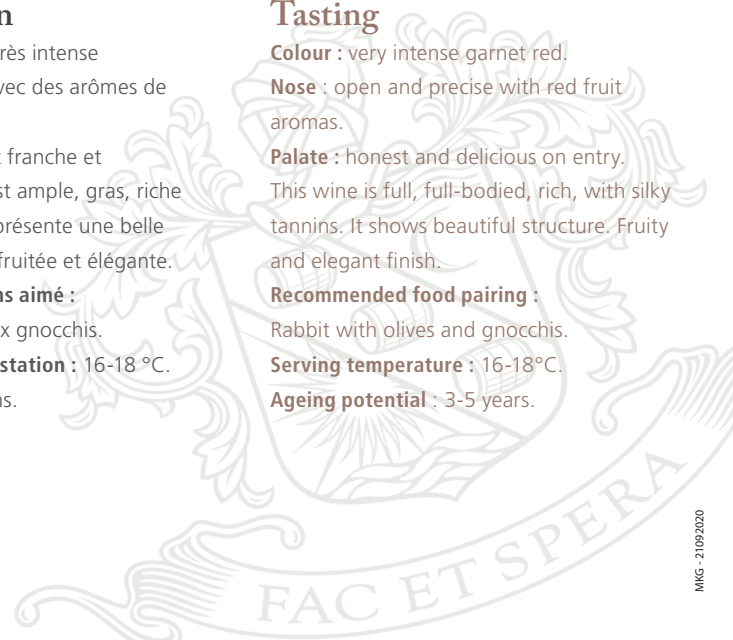 n
rès intense
vec des arômes de
franche et
st ample, gras, riche
présente une belle
fruitée et élégante.
ns aimé :
x gnocchis.
station : 16-18 °C.
ns.
Tasting
Colour : very intense garnet red.
Nose : open and precise with red fruit
aromas.
Palate : honest and delicious on entry.
This wine is full, full-bodied, rich, with silky
tannins. It shows beautiful structure. Fruity
and elegant finish.
Recommended food pairing :
Rabbit with olives and gnocchis.
Serving temperature : 16-18°C.
Ageing potential : 3-5 years.
FAC ET SPERA
MKG - 21092020